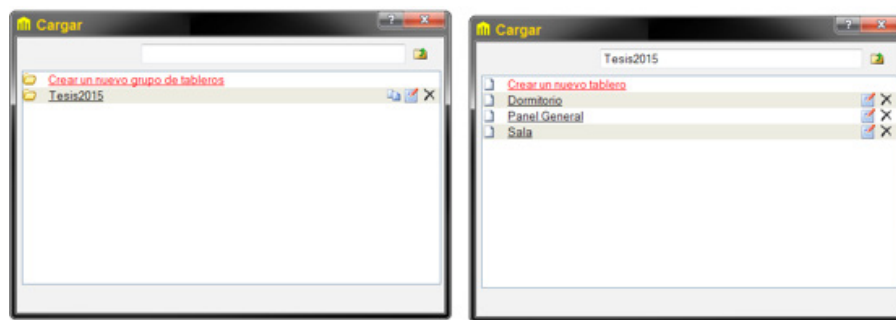 Cargar
Crear un nuevo grupo de tableros
Tesis2015
Cargar
Tesis2015
Crear un nuevo tablero
Dormitorio
Panel General
Sala